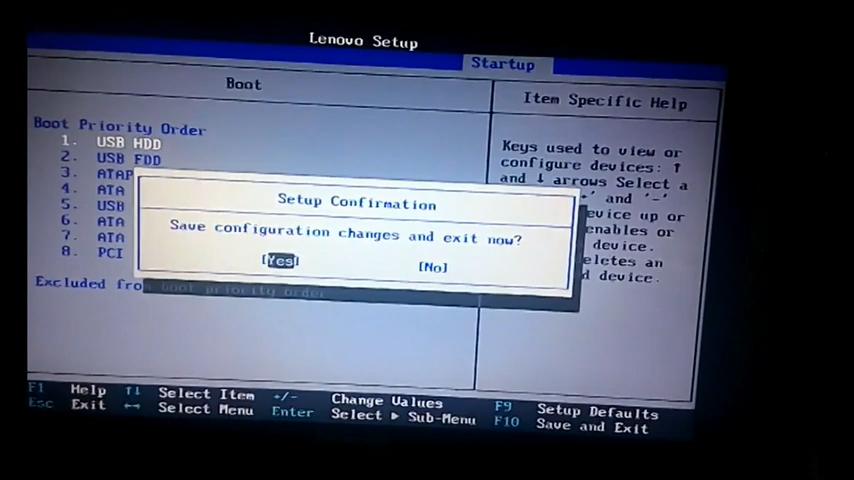 Lenovo Setup
Startup
Boot
Item Specific Help
Boot Priority Order
1. USB HDD
2. USB FDD
3. ATAP
4. ATA
5. USB
6. ATA
7. ATA
8. PCI
Excluded from boot priority order
Setup Confirmation
Save configuration changes and exit now?
[Yes]
[No]
Keys used to view or
configure devices: ↑
and ↓ arrows Select a
+' and '-'
evice up or
enables or
device.
eletes an
d device.
F1 Help ↑↓ Select Item +/- Change Values F9 Setup Defaults
Esc Exit ↔ Select Menu Enter Select ▶ Sub-Menu F10 Save and Exit